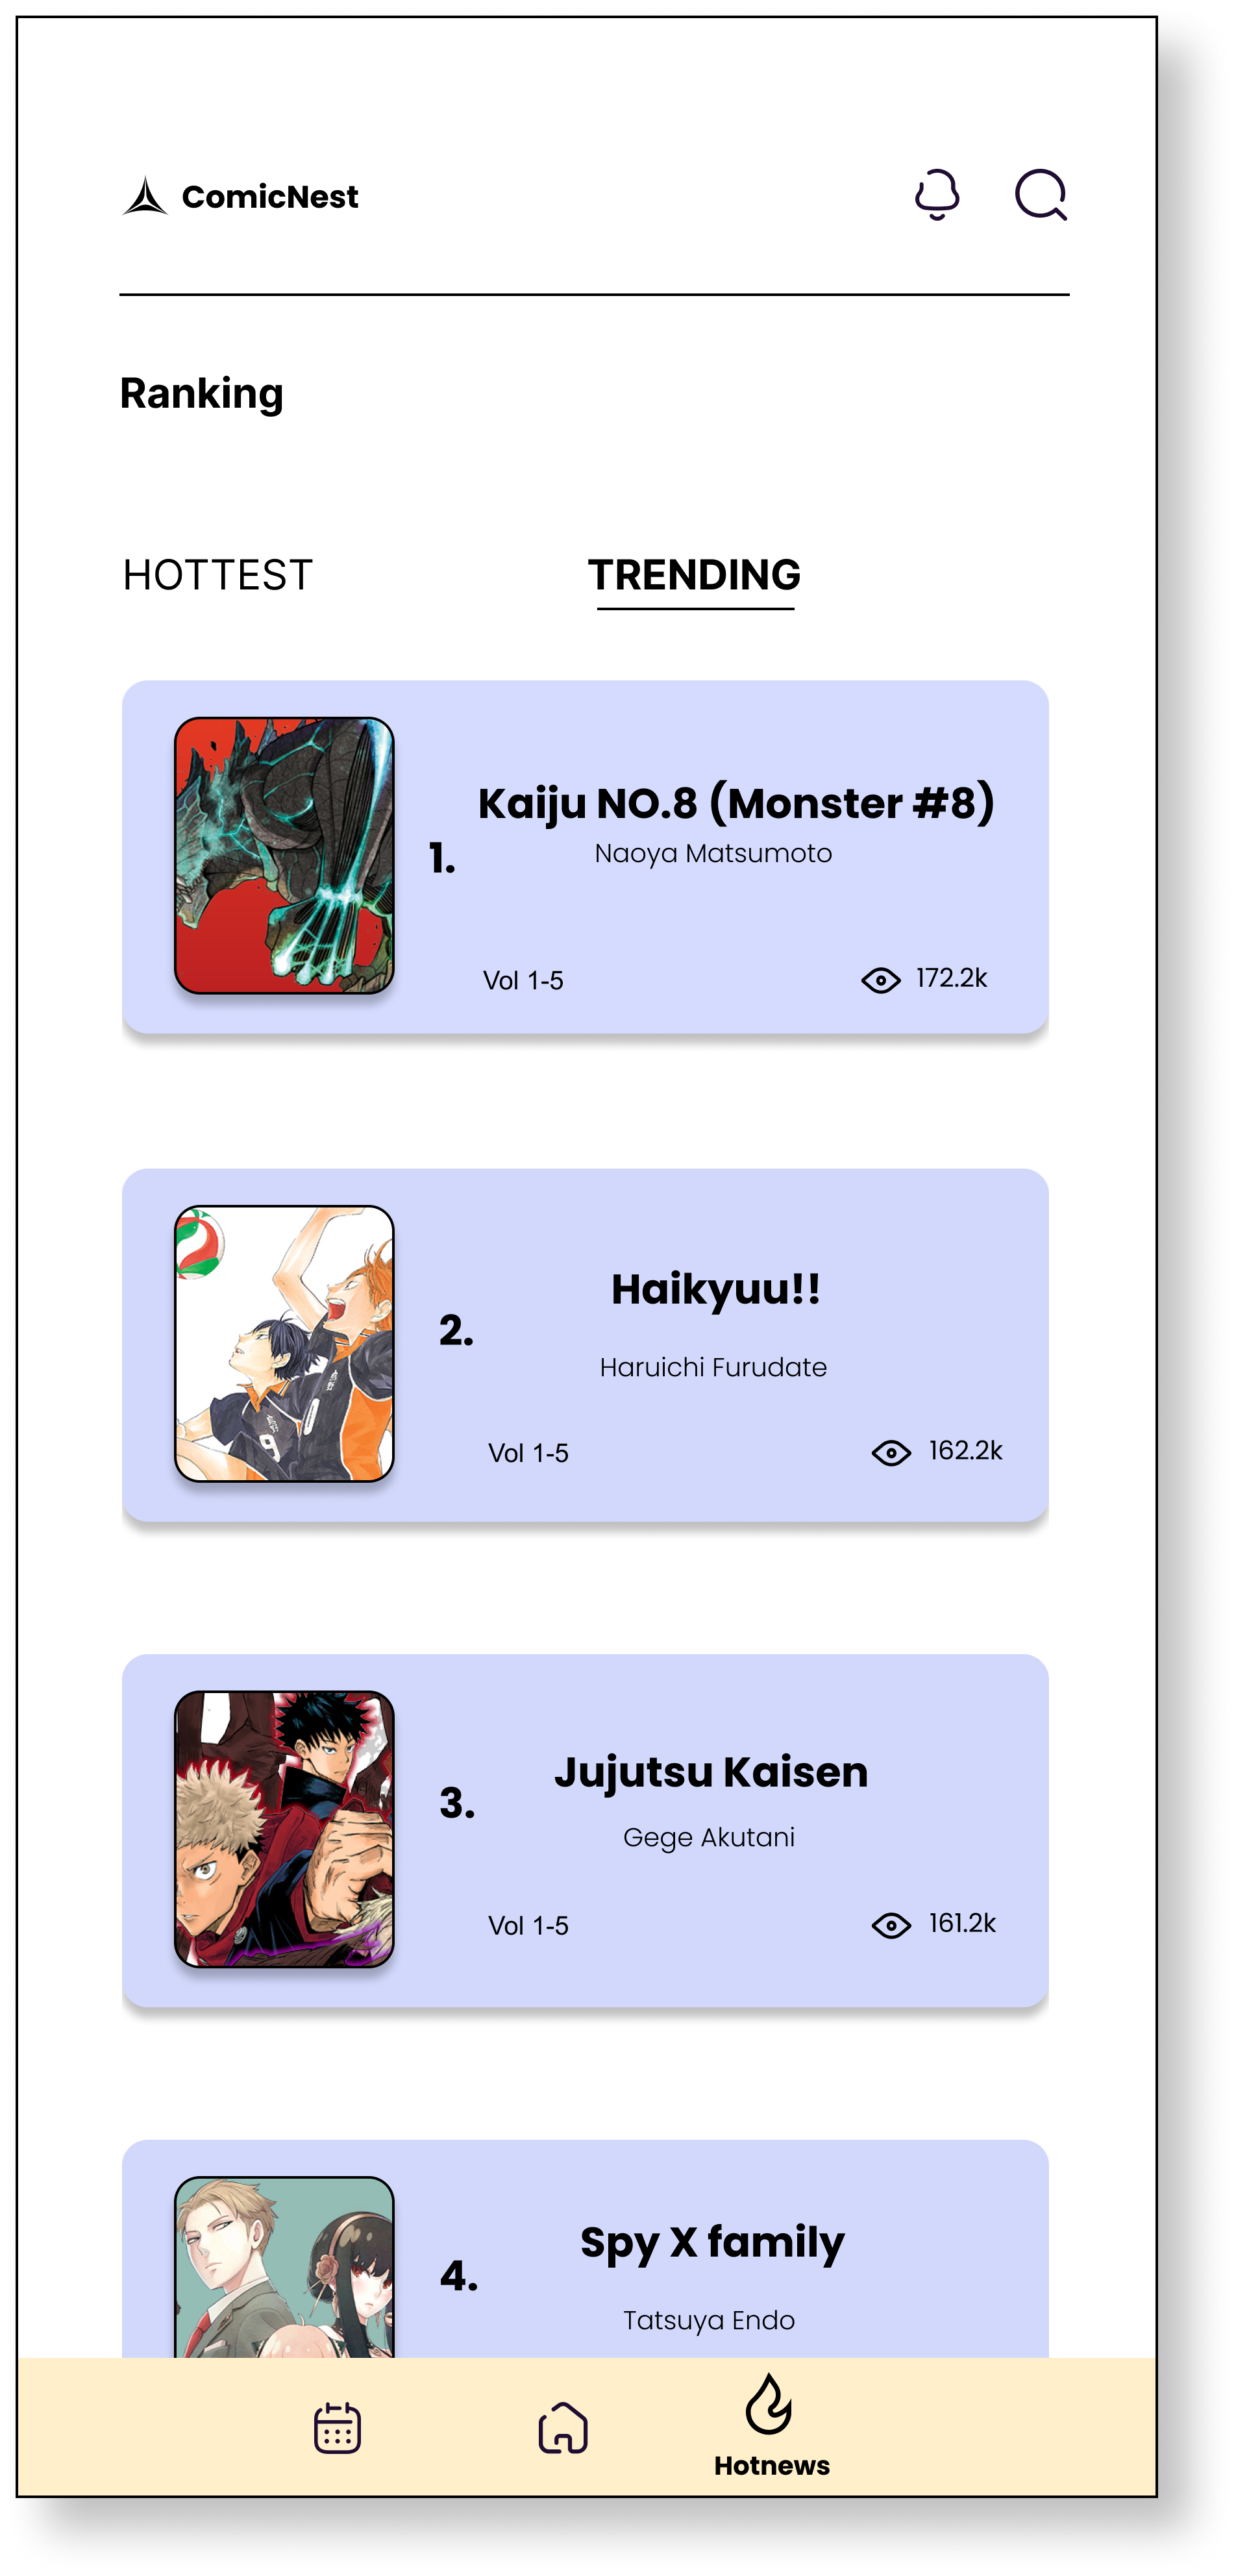 ComicNest
Ranking
HOTTEST
TRENDING
Kaiju NO.8 (Monster #8)
Naoya Matsumoto
1.
Vol 1-5
172.2k
Haikyuu!!
2.
Haruichi Furudate
Vol 1-5
162.2k
Jujutsu Kaisen
3.
Gege Akutani
Vol 1-5
161.2k
Spy X family
4.
Tatsuya Endo
Hotnews